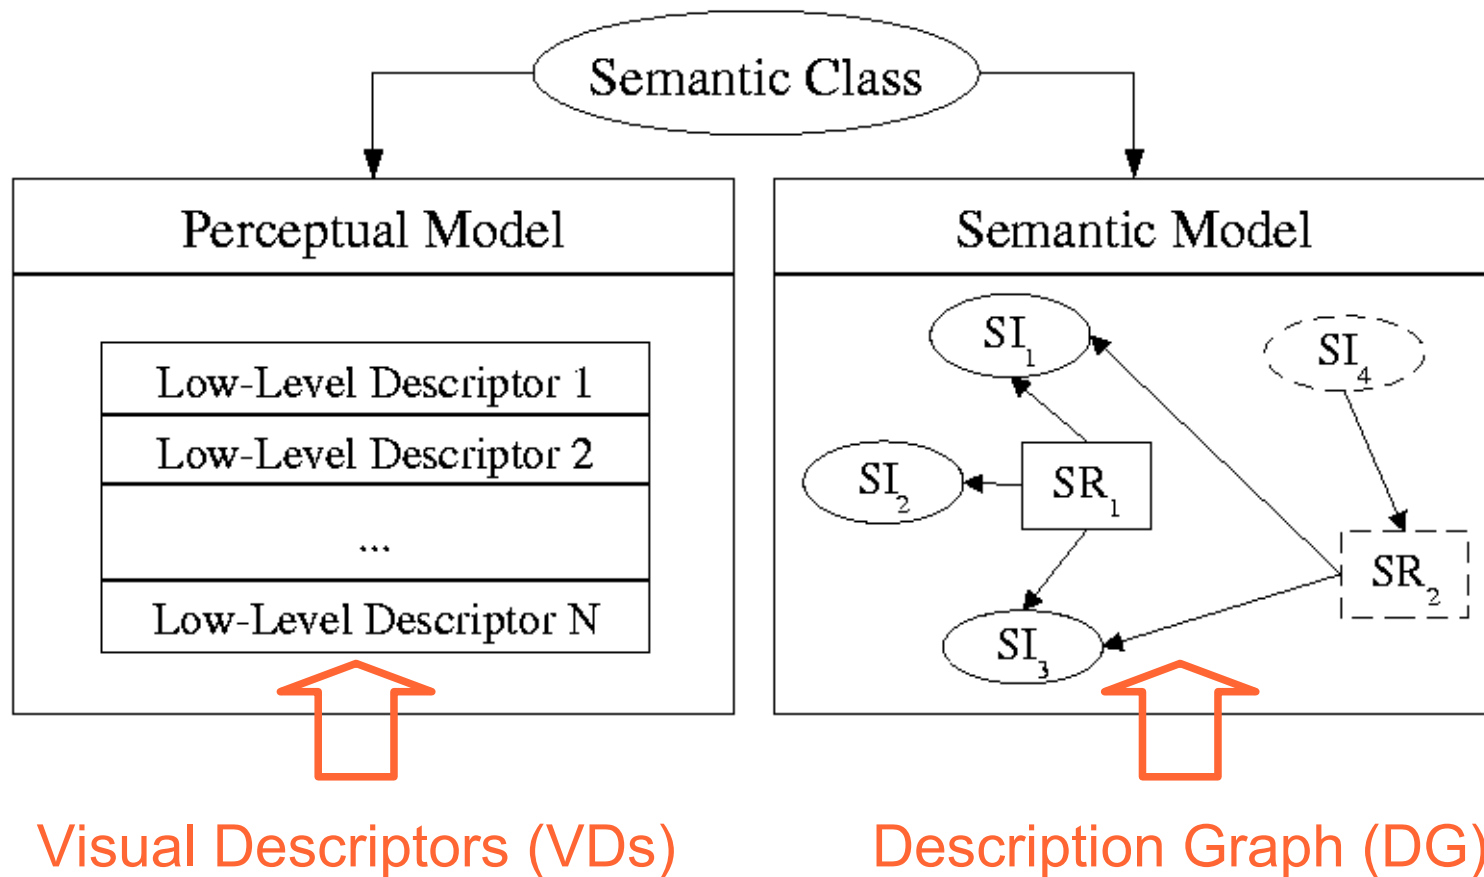 Semantic Class
Perceptual Model
Low-Level Descriptor 1
Low-Level Descriptor 2
...
Low-Level Descriptor N
Visual Descriptors (VDs)
Semantic Model
SI1
SI4
SI2
SR1
SR2
SI3
Description Graph (DG)